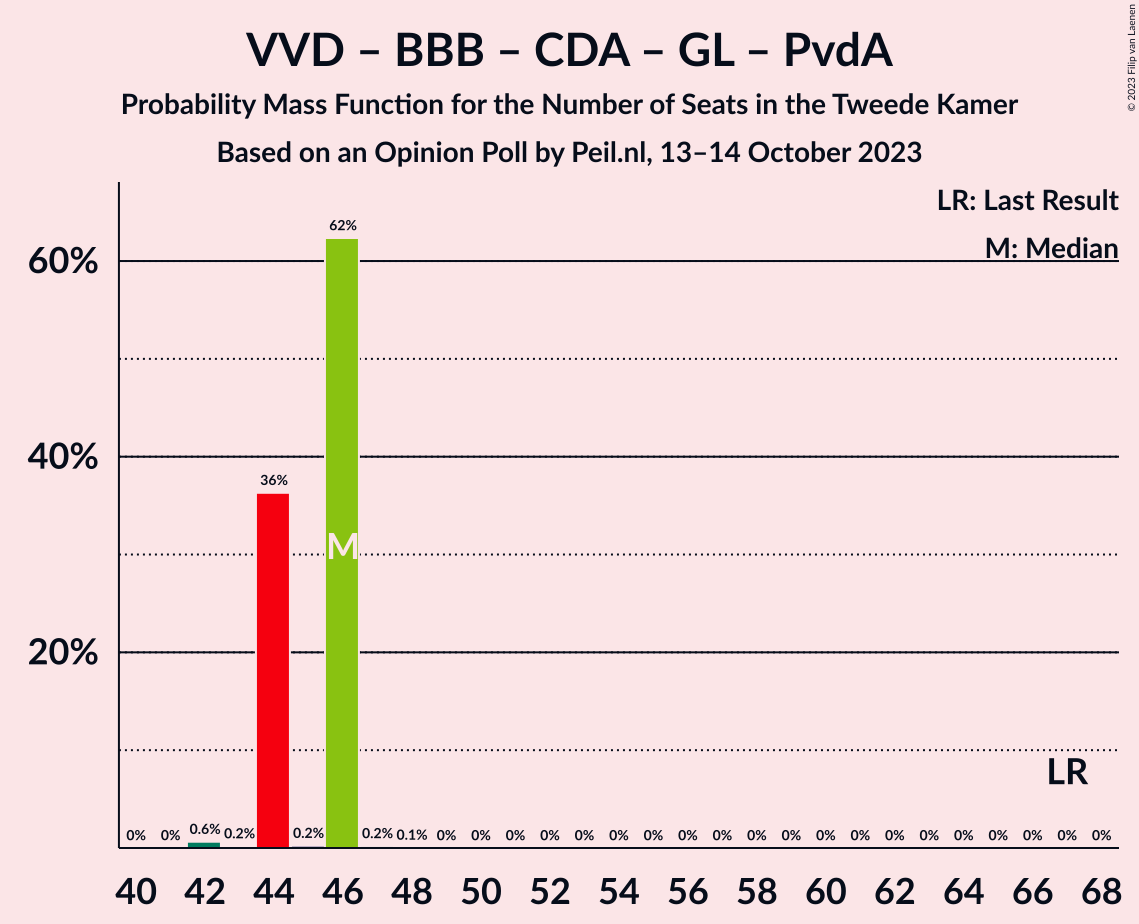 VVD – BBB – CDA – GL – PvdA
Probability Mass Function for the Number of Seats in the Tweede Kamer
Based on an Opinion Poll by Peil.nl, 13–14 October 2023
© 2023 Filip van Laenen
LR: Last Result
M: Median
60%
40%
20%
62%
36%
M
LR
0% 0% 0.6% 0.2% 0.2% 0.2% 0.1% 0% 0% 0% 0% 0% 0% 0% 0% 0% 0% 0% 0% 0% 0% 0% 0% 0% 0% 0% 0%
40 42 44 46 48 50 52 54 56 58 60 62 64 66 68